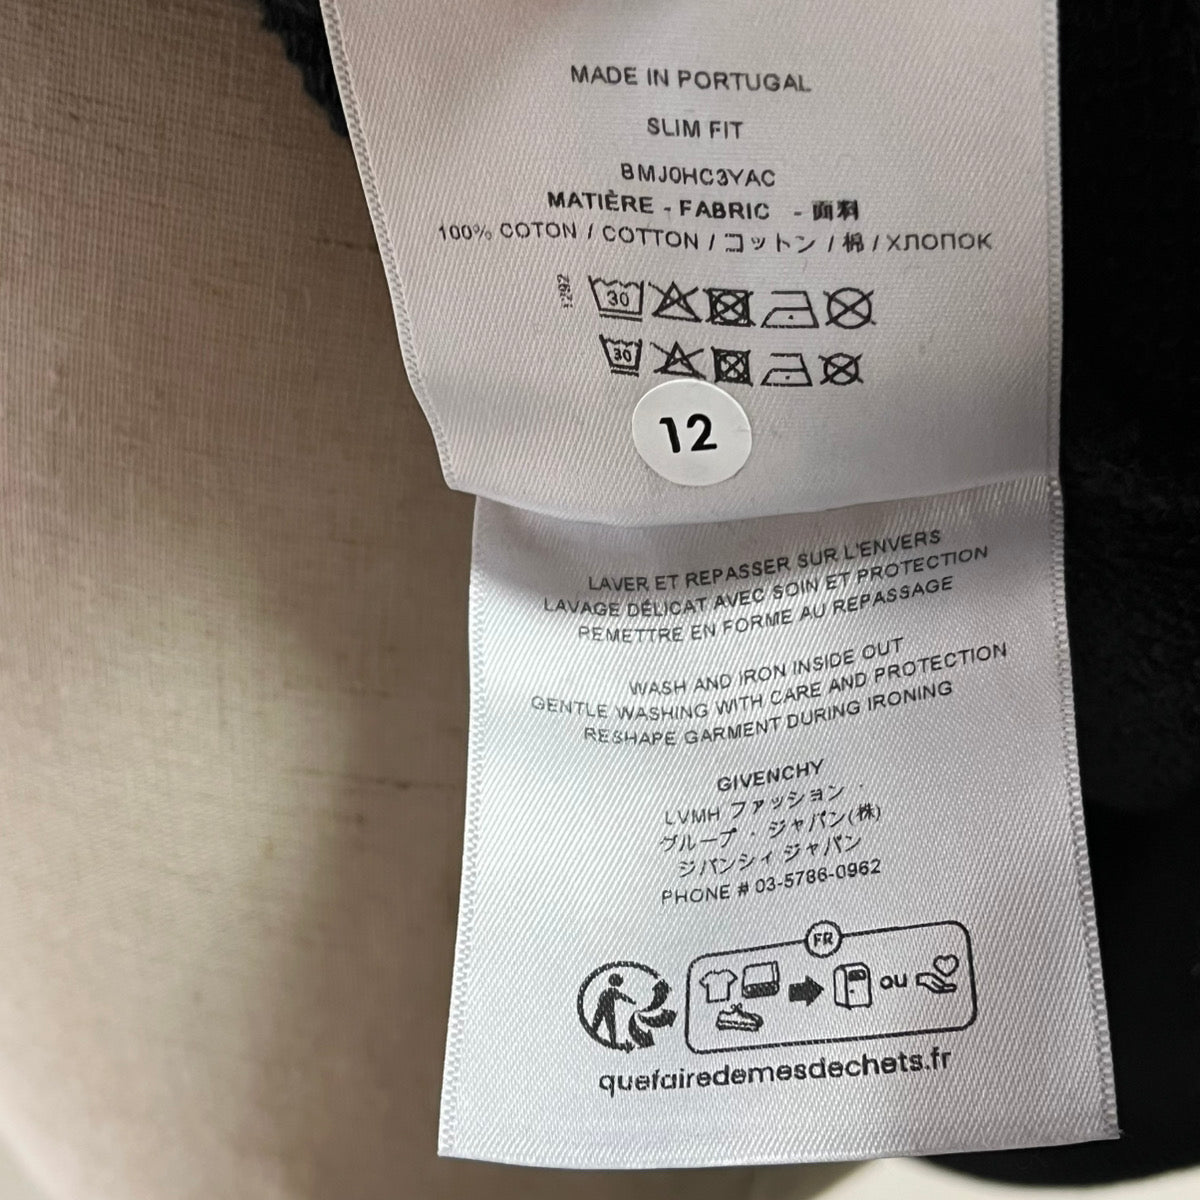 MADE IN PORTUGAL
SLIM FIT
BMJ0HC3YAC
MATIÈRE - FABRIC - 面料
100% COTON / COTTON / コットン / 棉 / ХЛОПОК
1292
30
30
12
LAVER ET REPASSER SUR L'ENVERS
LAVAGE DÉLICAT AVEC SOIN ET PROTECTION
REMETTRE EN FORME AU REPASSAGE
WASH AND IRON INSIDE OUT
GENTLE WASHING WITH CARE AND PROTECTION
RESHAPE GARMENT DURING IRONING
GIVENCHY
LVMH ファッション ·
グループ · ジャパン(株)
ジバンシィ ジャパン
PHONE # 03-5786-0962
FR
ou
quefairedemesdechets.fr